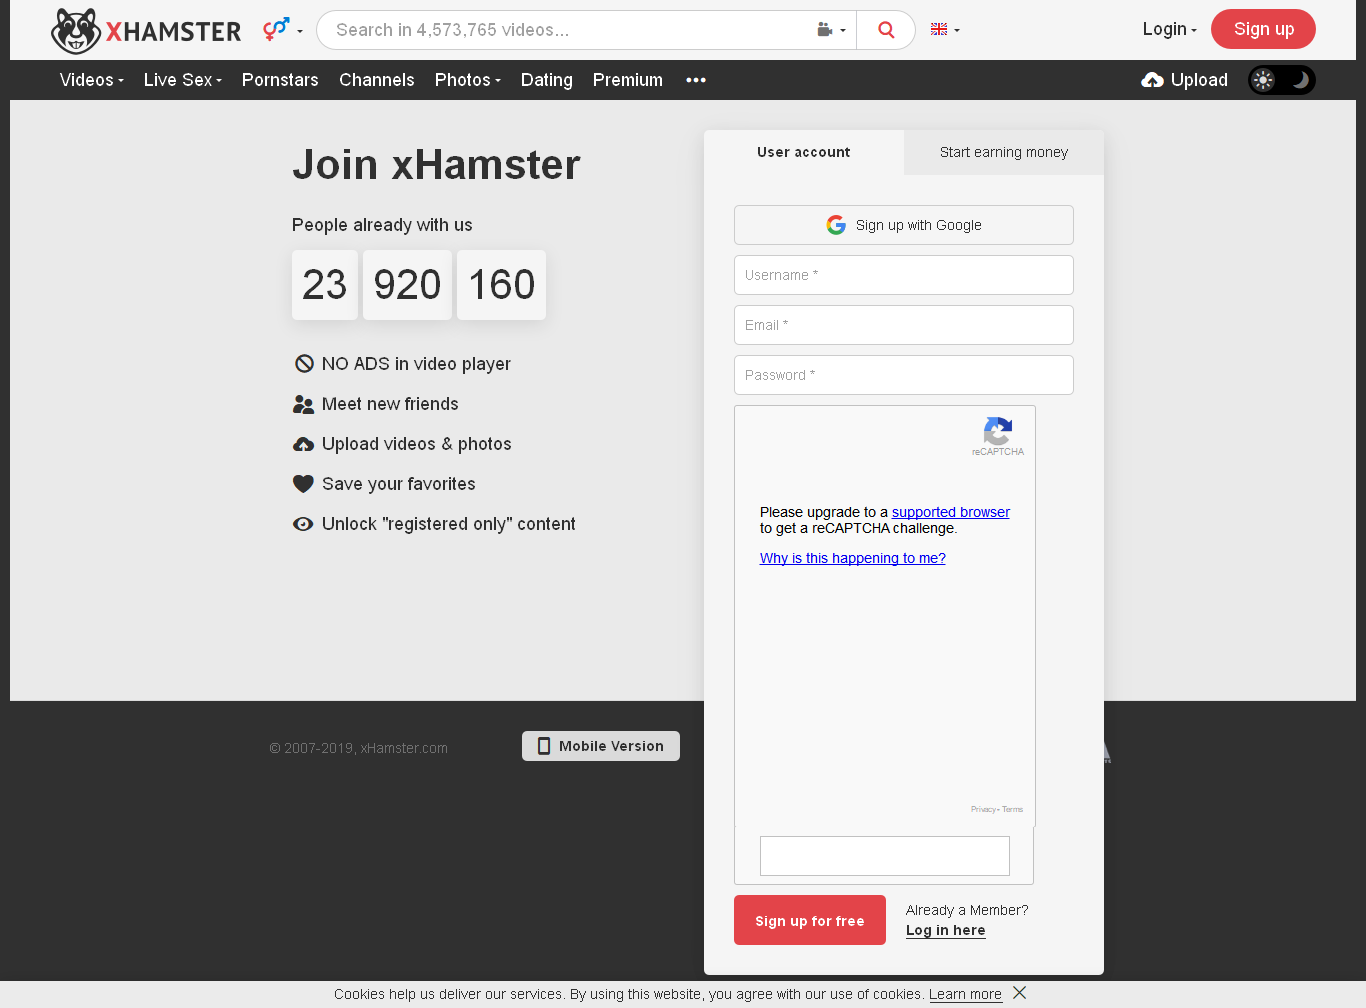 XHAMSTER
Search in 4,573,765 videos...
Login
Sign up
Videos
Live Sex
Pornstars
Channels
Photos
Dating
Premium
Upload
Join xHamster
People already with us
23 920 160
NO ADS in video player
Meet new friends
Upload videos & photos
Save your favorites
Unlock "registered only" content
User account
Start earning money
Sign up with Google
Username *
Email *
Password *
reCAPTCHA
Please upgrade to a supported browser
to get a reCAPTCHA challenge.
Why is this happening to me?
Privacy - Terms
Sign up for free
Already a Member?
Log in here
© 2007-2019, xHamster.com
Mobile Version
Cookies help us deliver our services. By using this website, you agree with our use of cookies. Learn more